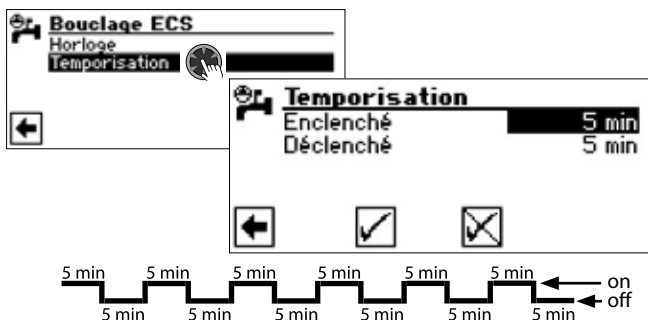 Bouclage ECS
Horloge
Temporisation
Temporisation
Enclenché 5 min
Déclenché 5 min
5 min 5 min 5 min 5 min 5 min 5 min on
5 min 5 min 5 min 5 min 5 min 5 min off